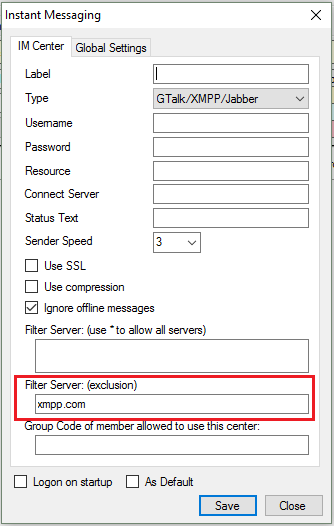 Instant Messaging
IM Center Global Settings
Label
Type GTalk/XMPP/Jabber
Username
Password
Resource
Connect Server
Status Text
Sender Speed 3
Use SSL
Use compression
Ignore offline messages
Filter Server: (use * to allow all servers)
Filter Server: (exclusion)
xmpp.com
Group Code of member allowed to use this center:
Logon on startup As Default
Save Close